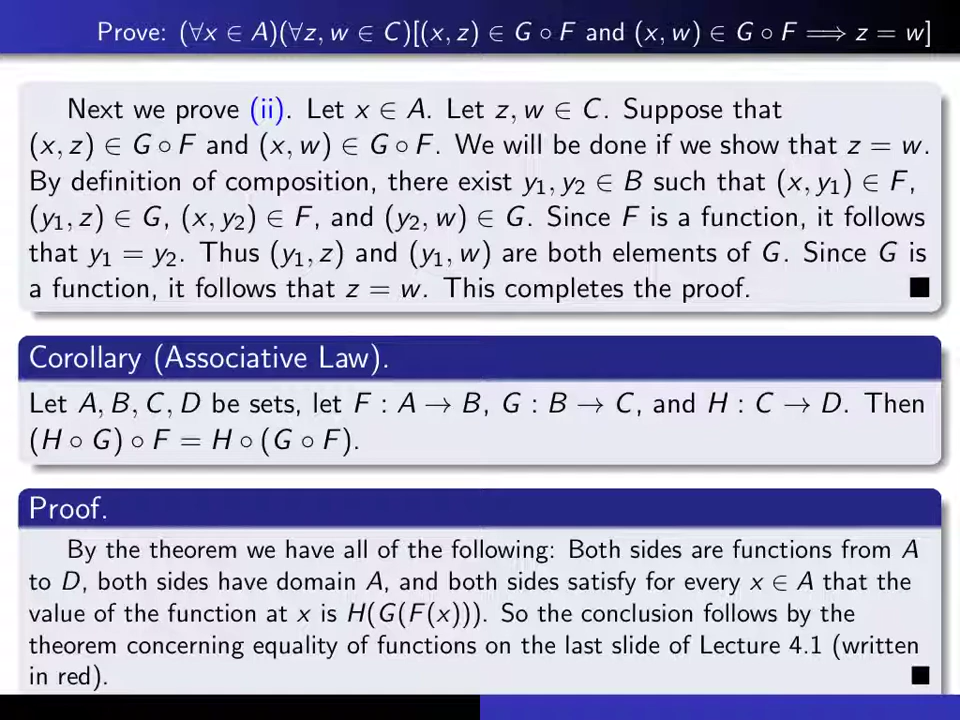 Prove: (∀x ∈ A)(∀z, w ∈ C)[(x, z) ∈ G ∘ F and (x, w) ∈ G ∘ F ⟹ z = w]
Next we prove (ii). Let x ∈ A. Let z, w ∈ C. Suppose that
(x, z) ∈ G ∘ F and (x, w) ∈ G ∘ F. We will be done if we show that z = w.
By definition of composition, there exist y₁, y₂ ∈ B such that (x, y₁) ∈ F,
(y₁, z) ∈ G, (x, y₂) ∈ F, and (y₂, w) ∈ G. Since F is a function, it follows
that y₁ = y₂. Thus (y₁, z) and (y₁, w) are both elements of G. Since G is
a function, it follows that z = w. This completes the proof. ■
Corollary (Associative Law).
Let A, B, C, D be sets, let F : A → B, G : B → C, and H : C → D. Then
(H ∘ G) ∘ F = H ∘ (G ∘ F).
Proof.
By the theorem we have all of the following: Both sides are functions from A
to D, both sides have domain A, and both sides satisfy for every x ∈ A that the
value of the function at x is H(G(F(x))). So the conclusion follows by the
theorem concerning equality of functions on the last slide of Lecture 4.1 (written
in red). ■